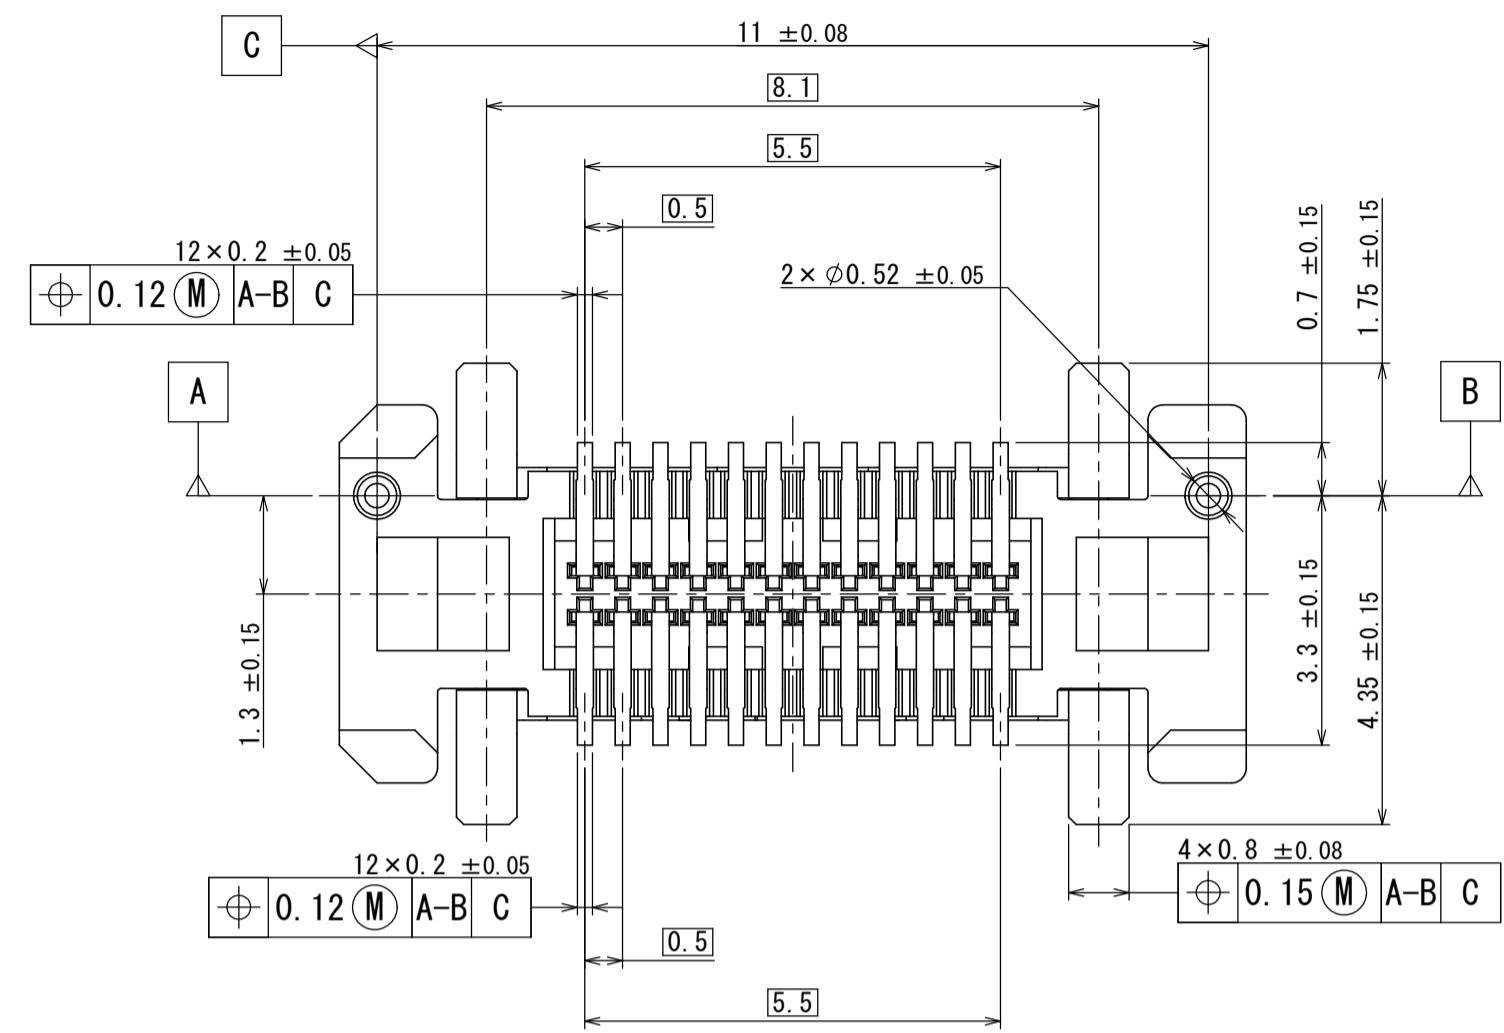 C
11 ±0.08
8.1
5.5
0.5
12×0.2 ±0.05
⌖ 0.12 Ⓜ A-B C
2× ⌀0.52 ±0.05
0.7 ±0.15
1.75 ±0.15
A
B
1.3 ±0.15
3.3 ±0.15
4.35 ±0.15
12×0.2 ±0.05
⌖ 0.12 Ⓜ A-B C
4×0.8 ±0.08
⌖ 0.15 Ⓜ A-B C
0.5
5.5